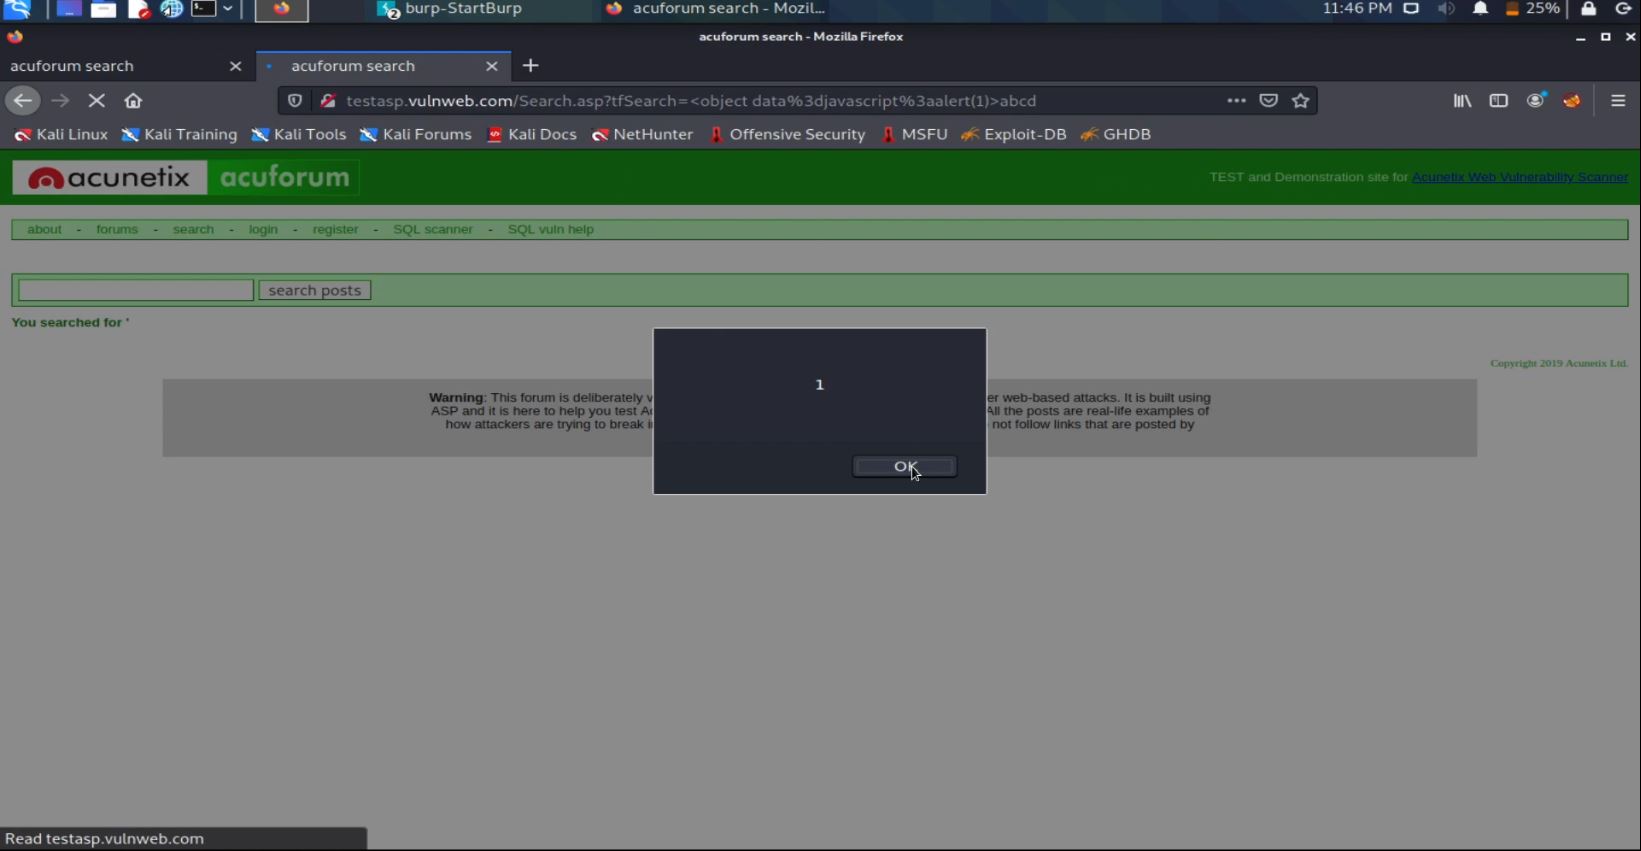 burp-StartBurp
acuforum search - Mozil...
11:46 PM
25%
acuforum search - Mozilla Firefox
acuforum search
acuforum search
testasp.vulnweb.com/Search.asp?tfSearch=<object data%3djavascript%3aalert(1)>abcd
Kali Linux Kali Training Kali Tools Kali Forums Kali Docs NetHunter Offensive Security MSFU Exploit-DB GHDB
acunetix acuforum
TEST and Demonstration site for Acunetix Web Vulnerability Scanner
about - forums - search - login - register - SQL scanner - SQL vuln help
search posts
You searched for '
1
OK
Copyright 2019 Acunetix Ltd.
Warning: This forum is deliberately v er web-based attacks. It is built using
ASP and it is here to help you test A All the posts are real-life examples of
how attackers are trying to break i not follow links that are posted by
Read testasp.vulnweb.com